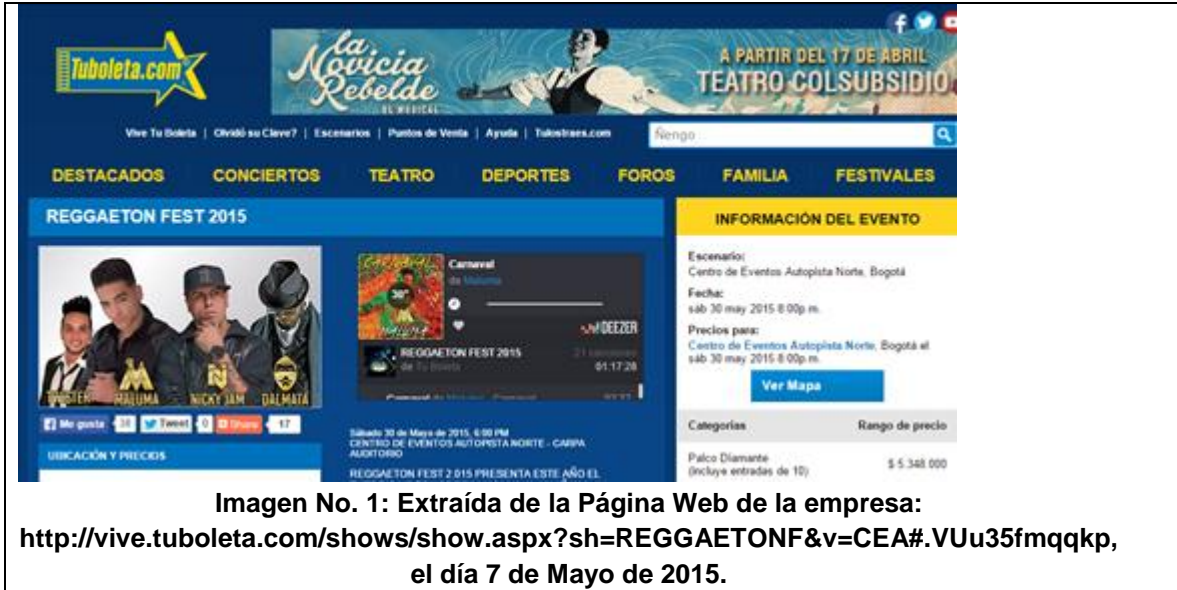 Tuboleta.com
la
Novicia
Rebelde
EL MUSICAL
A PARTIR DEL 17 DE ABRIL
TEATRO COLSUBSIDIO
Vive Tu Boleta | Olvidó su Clave? | Escenarios | Puntos de Venta | Ayuda | Tulostraes.com
Ñengo
DESTACADOS CONCIERTOS TEATRO DEPORTES FOROS FAMILIA FESTIVALES
REGGAETON FEST 2015
MALUMA NICKY JAM DALMATA
Me gusta 38 Tweet 0 Share 17
UBICACIÓN Y PRECIOS
Carnaval
de Maluma
30"
MALUMA
DEEZER
REGGAETON FEST 2015 21 canciones
de Tu Boleta 01:17:28
Sábado 30 de Mayo de 2015, 6:00 PM
CENTRO DE EVENTOS AUTOPISTA NORTE - CARPA
AUDITORIO
REGGAETON FEST 2.015 PRESENTA ESTE AÑO EL
INFORMACIÓN DEL EVENTO
Escenario:
Centro de Eventos Autopista Norte, Bogotá
Fecha:
sáb 30 may 2015 8:00p.m.
Precios para:
Centro de Eventos Autopista Norte, Bogotá el
sáb 30 may 2015 8:00p.m.
Ver Mapa
Categorías Rango de precio
Palco Diamante
(incluye entradas de 10) $ 5.348.000
Imagen No. 1: Extraída de la Página Web de la empresa:
http://vive.tuboleta.com/shows/show.aspx?sh=REGGAETONF&v=CEA#.VUu35fmqqkp,
el día 7 de Mayo de 2015.